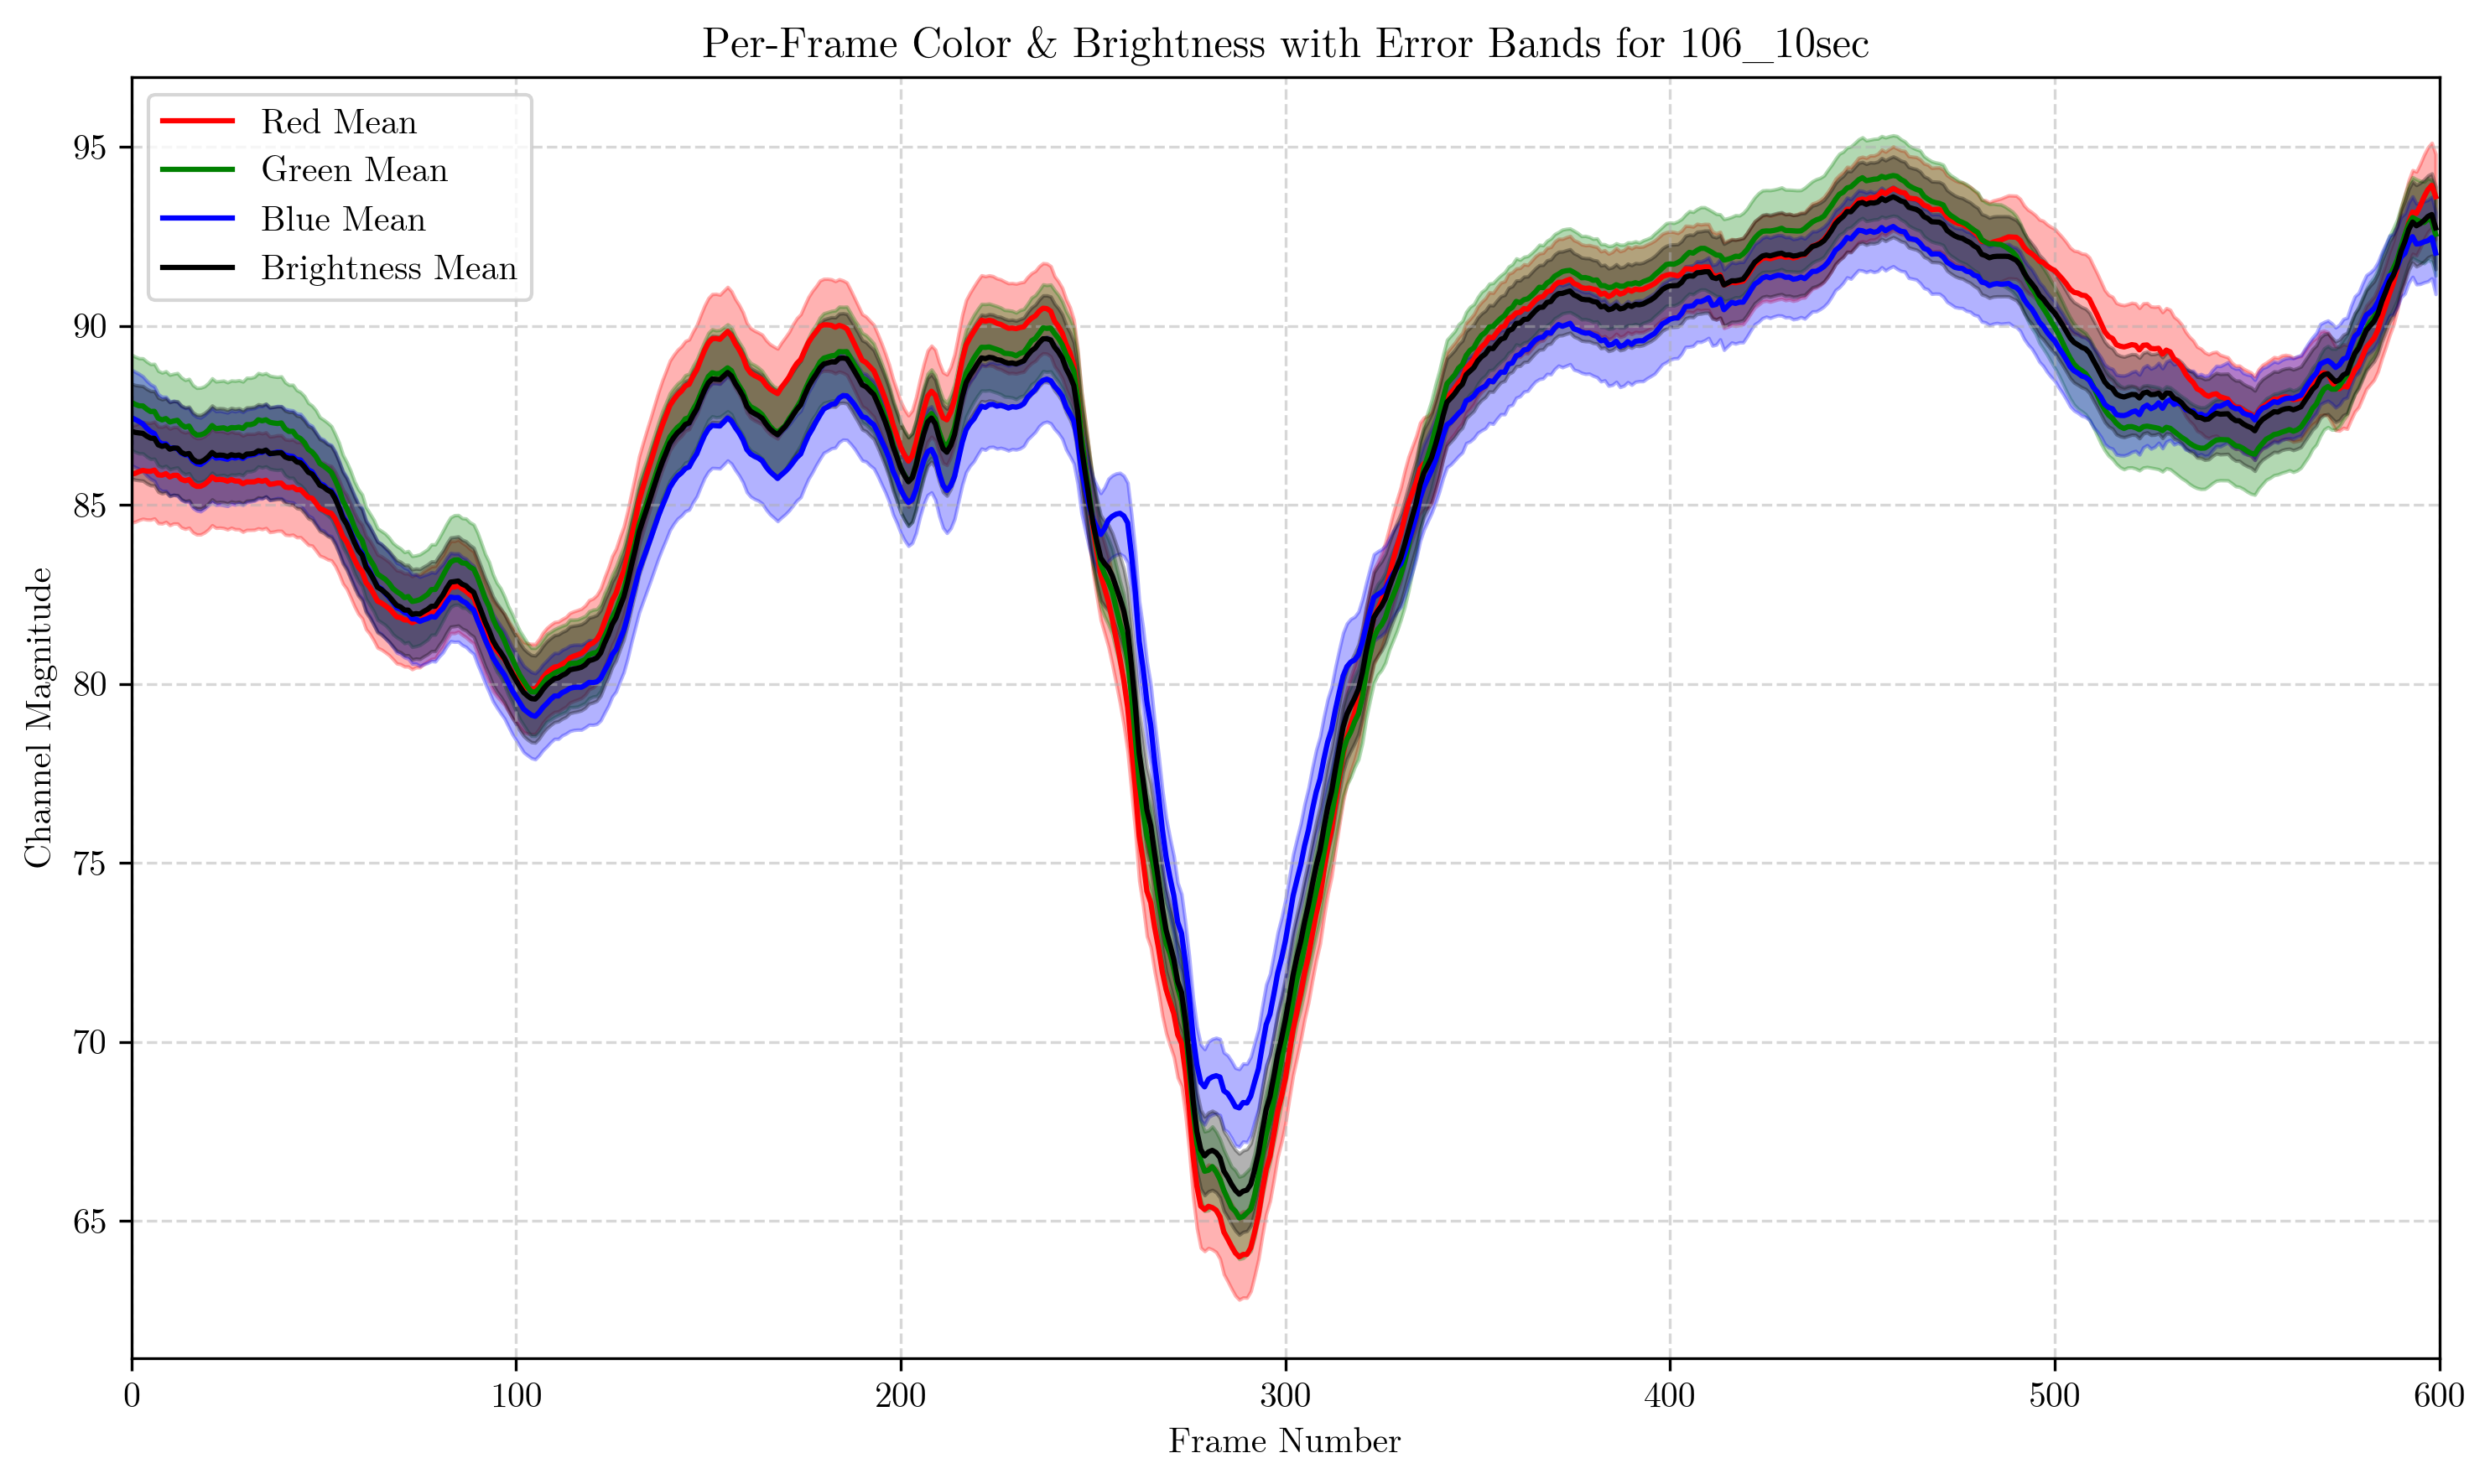 Per-Frame Color & Brightness with Error Bands for 106_10sec
Red Mean
Green Mean
Blue Mean
Brightness Mean
Channel Magnitude
95
90
85
80
75
70
65
0 100 200 300 400 500 600
Frame Number